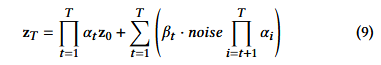 z_T = ∏_{t=1}^{T} α_t z_0 + ∑_{t=1}^{T} ( β_t · noise ∏_{i=t+1}^{T} α_i ) (9)